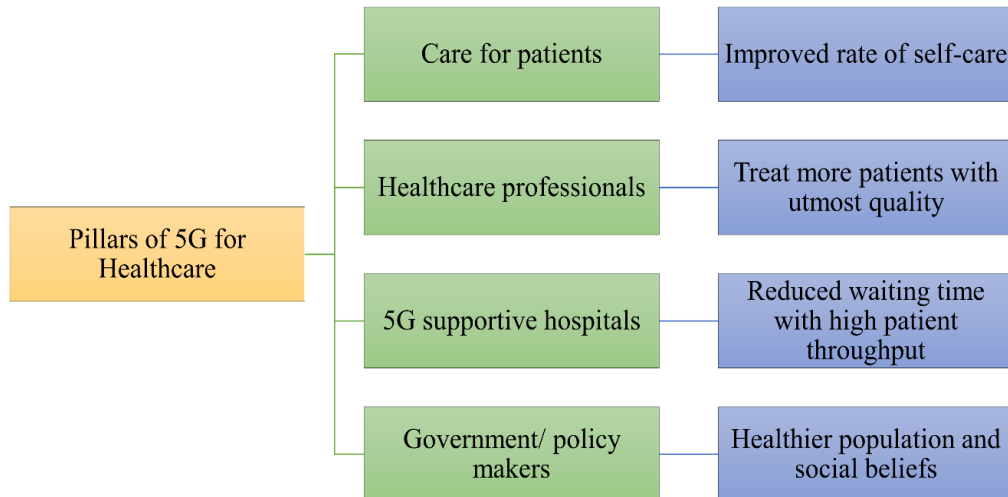 Care for patients
Improved rate of self-care
Healthcare professionals
Treat more patients with
utmost quality
Pillars of 5G for
Healthcare
5G supportive hospitals
Reduced waiting time
with high patient
throughput
Government/ policy
makers
Healthier population and
social beliefs